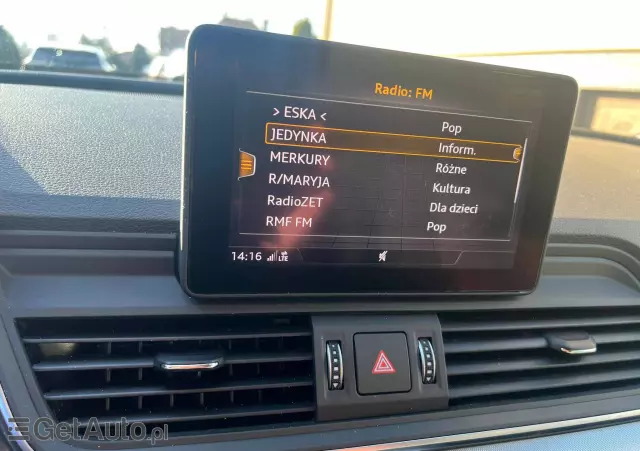 Radio: FM
> ESKA < Pop
JEDYNKA Inform.
MERKURY Różne
R/MARYJA Kultura
RadioZET Dla dzieci
RMF FM Pop
14:16 LTE
GetAuto.pl